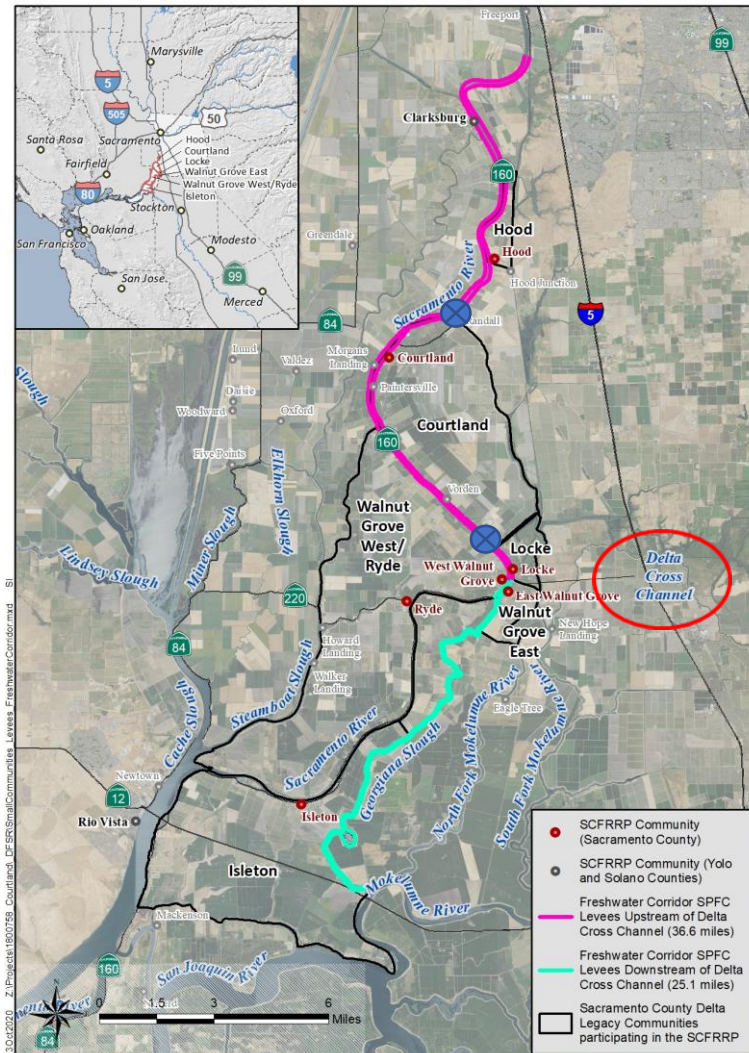 Marysville
5
505
50
Santa Rosa
Sacramento
Fairfield
80
Hood
Courtland
Locke
Walnut Grove East
Walnut Grove West/Ryde
Isleton
Stockton
Oakland
San Francisco
Modesto
San Jose
99
Merced
Freeport
99
Clarksburg
160
Hood
Greendale
Hood
Hood Junction
Sacramento River
84
5
Lund
Valdez
Morgans
Landing
Courtland
Daisie
Woodward
Paintersville
Oxford
Courtland
160
Five Points
Elkhorn Slough
Vorden
Walnut
Grove
West/
Ryde
Miner Slough
Lindsey Slough
Locke
West Walnut
Grove
Locke
East Walnut Grove
Delta
Cross
Channel
220
Ryde
Walnut
Grove
East
New Hope
Landing
Howard
Landing
84
Walker
Landing
Steamboat Slough
Cache Slough
Eagle Tree
Sacramento River
Georgiana Slough
North Fork Mokelumne River
South Fork Mokelumne River
Newtown
12
Rio Vista
Isleton
Isleton
Mokelumne
River
Mackenson
160
San Joaquin River
84
0 1.5 3 6
Miles
SCFRRP Community
(Sacramento County)
SCFRRP Community (Yolo
and Solano Counties)
Freshwater Corridor SPFC
Levees Upstream of Delta
Cross Channel (36.6 miles)
Freshwater Corridor SPFC
Levees Downstream of Delta
Cross Channel (25.1 miles)
Sacramento County Delta
Legacy Communities
participating in the SCFRRP